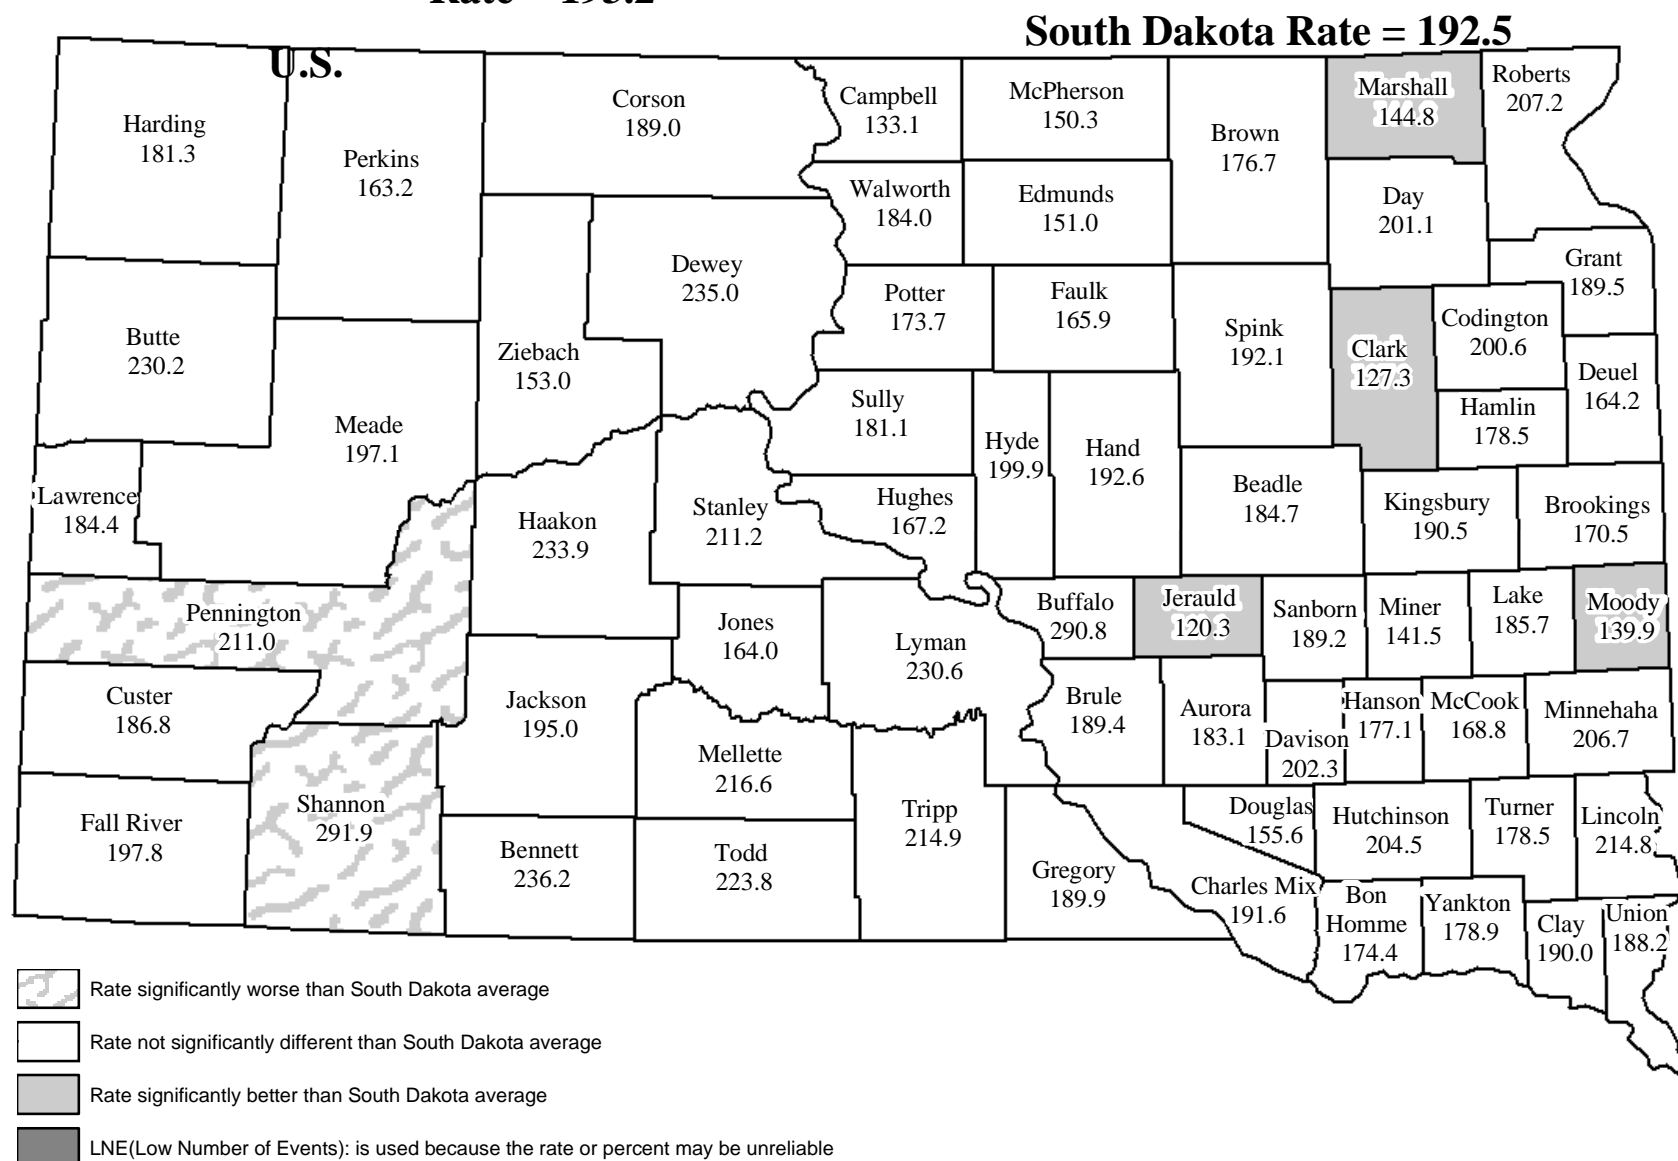 South Dakota Rate = 192.5
U.S.
Harding
181.3
Perkins
163.2
Corson
189.0
Campbell
133.1
McPherson
150.3
Brown
176.7
Marshall
144.8
Roberts
207.2
Walworth
184.0
Edmunds
151.0
Day
201.1
Grant
189.5
Butte
230.2
Ziebach
153.0
Dewey
235.0
Potter
173.7
Faulk
165.9
Spink
192.1
Clark
127.3
Codington
200.6
Deuel
164.2
Hamlin
178.5
Meade
197.1
Sully
181.1
Hyde
199.9
Hand
192.6
Beadle
184.7
Kingsbury
190.5
Brookings
170.5
Lawrence
184.4
Haakon
233.9
Stanley
211.2
Hughes
167.2
Pennington
211.0
Jones
164.0
Lyman
230.6
Buffalo
290.8
Jerauld
120.3
Sanborn
189.2
Miner
141.5
Lake
185.7
Moody
139.9
Custer
186.8
Jackson
195.0
Mellette
216.6
Brule
189.4
Aurora
183.1
Davison
202.3
Hanson
177.1
McCook
168.8
Minnehaha
206.7
Fall River
197.8
Shannon
291.9
Bennett
236.2
Todd
223.8
Tripp
214.9
Gregory
189.9
Charles Mix
191.6
Douglas
155.6
Hutchinson
204.5
Turner
178.5
Lincoln
214.8
Bon
Homme
174.4
Yankton
178.9
Clay
190.0
Union
188.2
Rate significantly worse than South Dakota average
Rate not significantly different than South Dakota average
Rate significantly better than South Dakota average
LNE(Low Number of Events): is used because the rate or percent may be unreliable